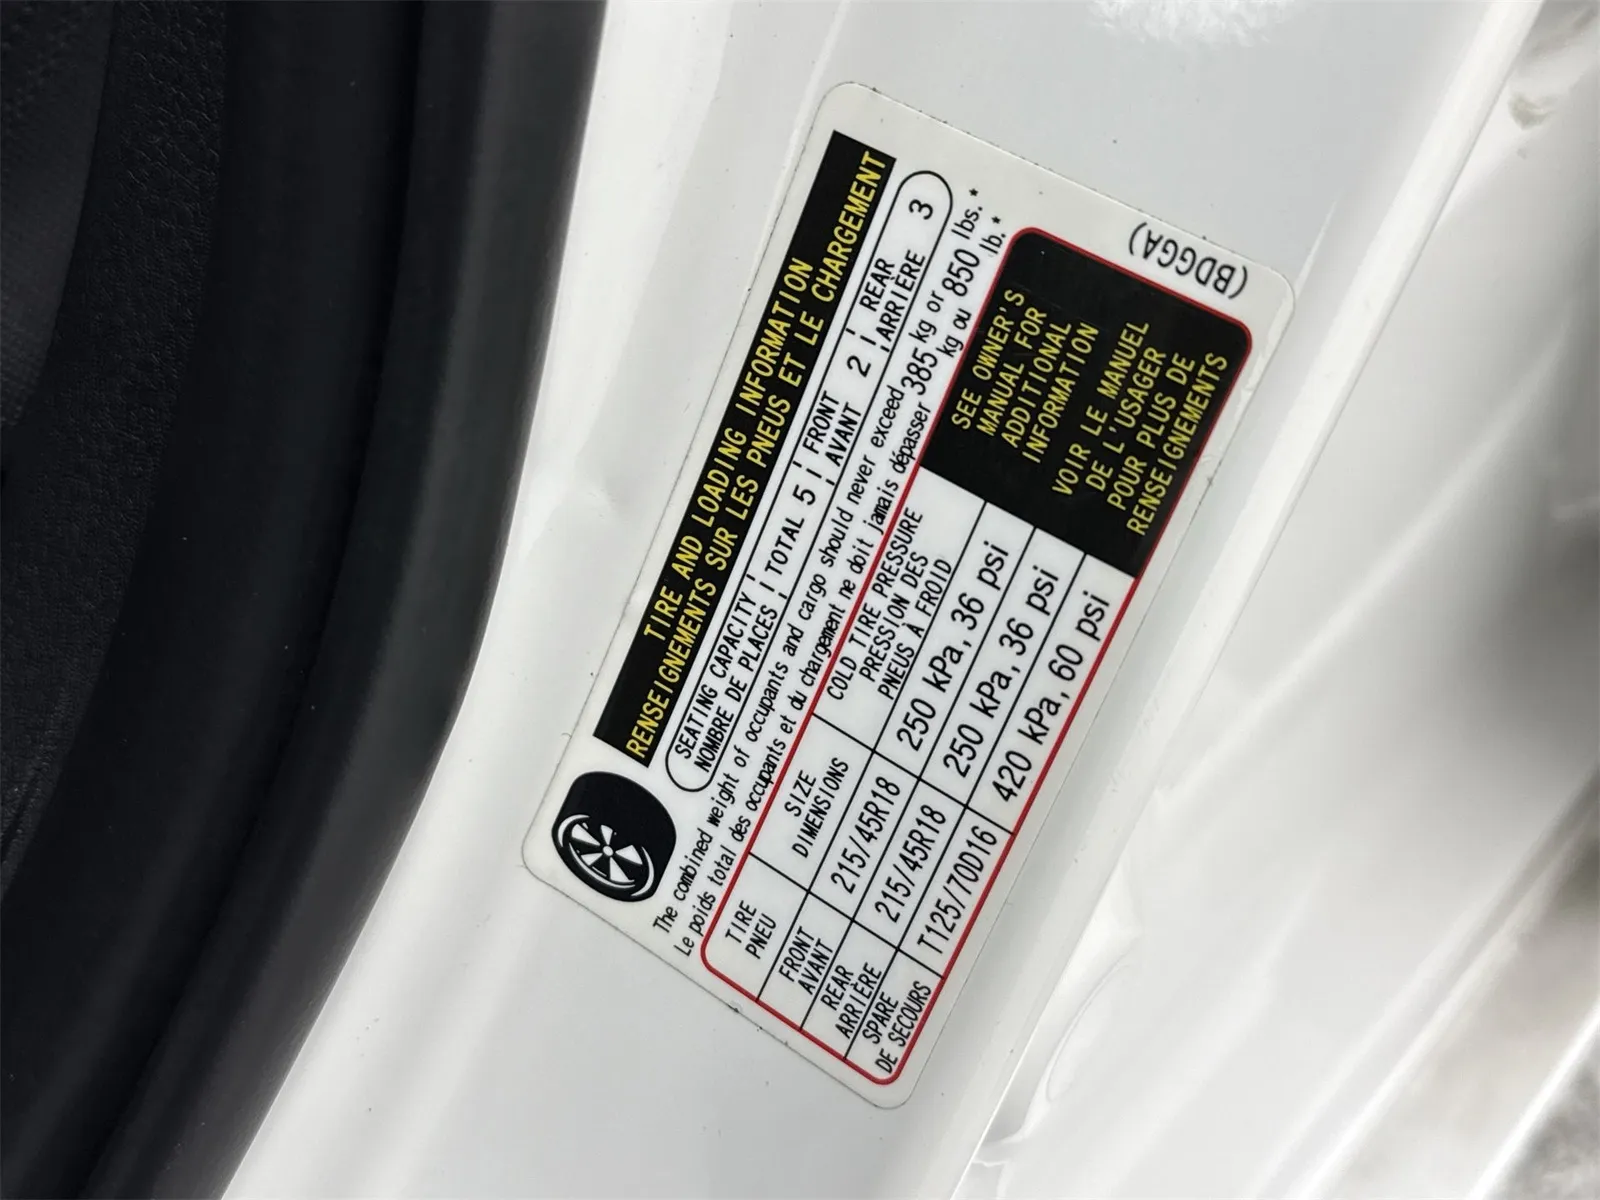 TIRE AND LOADING INFORMATION
RENSEIGNEMENTS SUR LES PNEUS ET LE CHARGEMENT
SEATING CAPACITY TOTAL 5 FRONT 2 REAR 3
NOMBRE DE PLACES AVANT ARRIÈRE
The combined weight of occupants and cargo should never exceed 385 kg or 850 lbs.*
Le poids total des occupants et du chargement ne doit jamais dépasser kg ou lb.*
TIRE SIZE COLD TIRE PRESSURE
PNEU DIMENSIONS PRESSION DES
PNEUS À FROID
FRONT 215/45R18 250 kPa, 36 psi
AVANT
REAR 215/45R18 250 kPa, 36 psi
ARRIÈRE
SPARE T125/70D16 420 kPa, 60 psi
DE SECOURS
SEE OWNER'S
MANUAL FOR
ADDITIONAL
INFORMATION
VOIR LE MANUEL
DE L'USAGER
POUR PLUS DE
RENSEIGNEMENTS
(BDGGA)